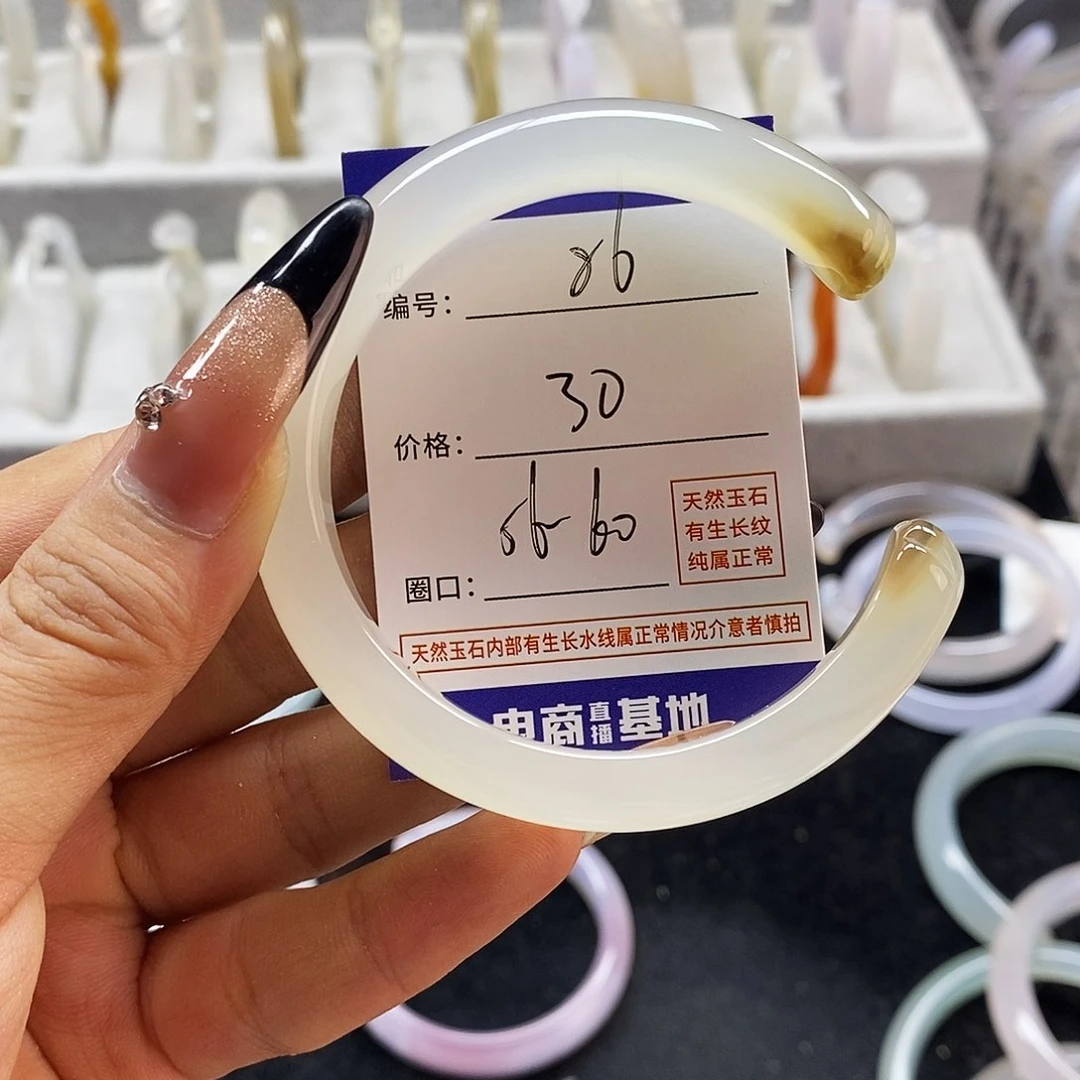 编号: 86
价格: 30
圈口: 56-60
天然玉石
有生长纹
纯属正常
天然玉石内部有生长水线属正常情况介意者慎拍
电商直播基地